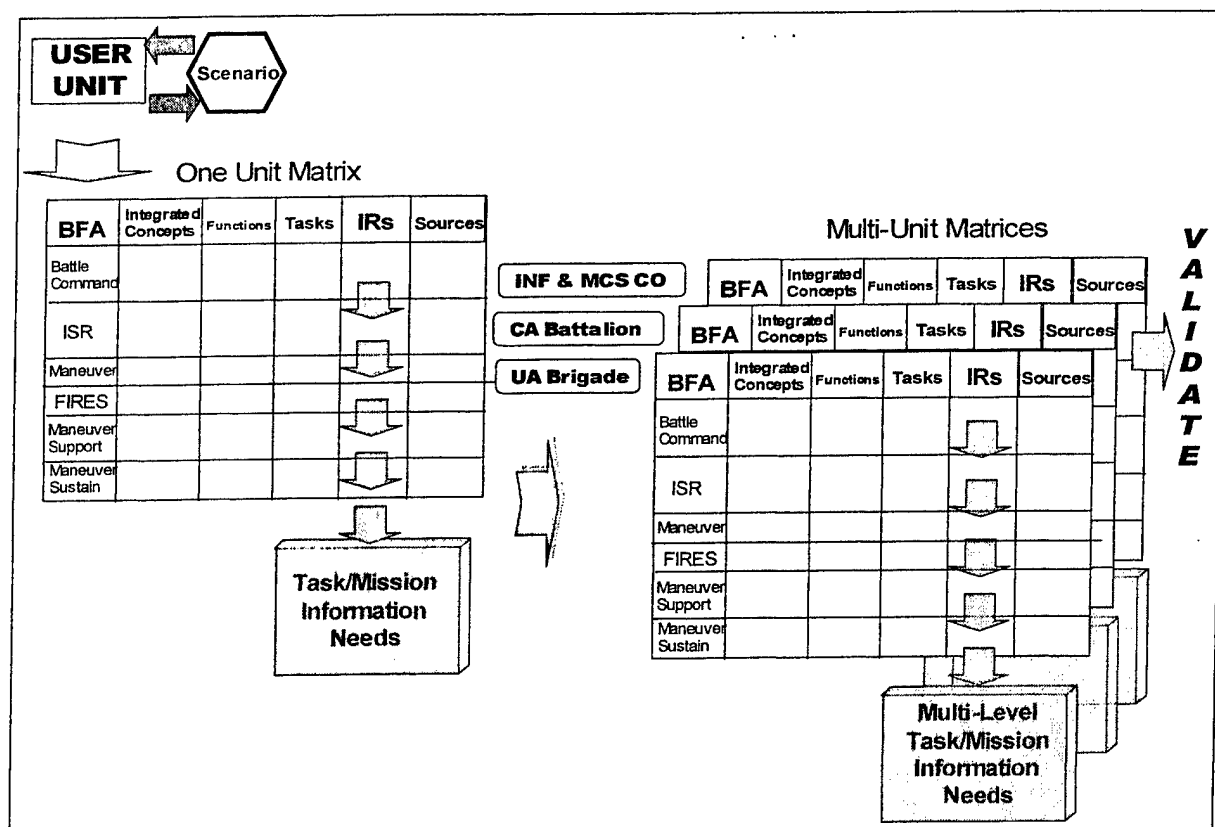 USER
UNIT
Scenario
One Unit Matrix
BFA
Integrated
Concepts
Functions
Tasks
IRs
Sources
Battle
Command
ISR
Maneuver
FIRES
Maneuver
Support
Maneuver
Sustain
Task/Mission
Information
Needs
INF & MCS CO
CA Battalion
UA Brigade
Multi-Unit Matrices
BFA
Integrated
Concepts
Functions
Tasks
IRs
Sources
BFA
Integrated
Concepts
Functions
Tasks
IRs
Sources
BFA
Integrated
Concepts
Functions
Tasks
IRs
Sources
Battle
Command
ISR
Maneuver
FIRES
Maneuver
Support
Maneuver
Sustain
Multi-Level
Task/Mission
Information
Needs
VALIDATE